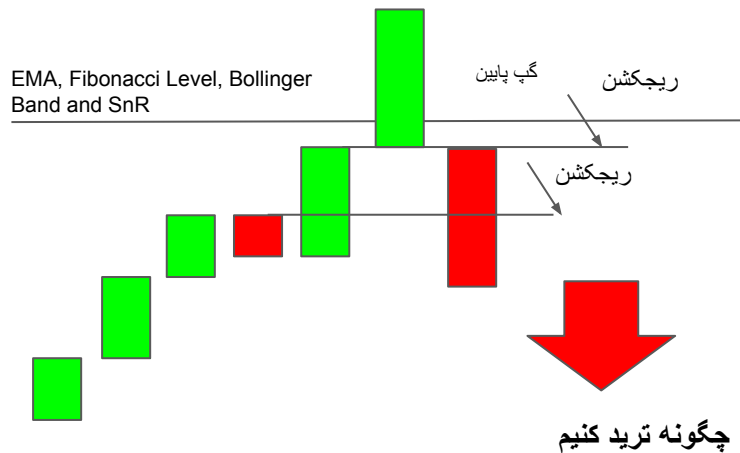 EMA, Fibonacci Level, Bollinger
Band and SnR
گپ پایین
ریجکشن
ریجکشن
چگونه ترید کنیم